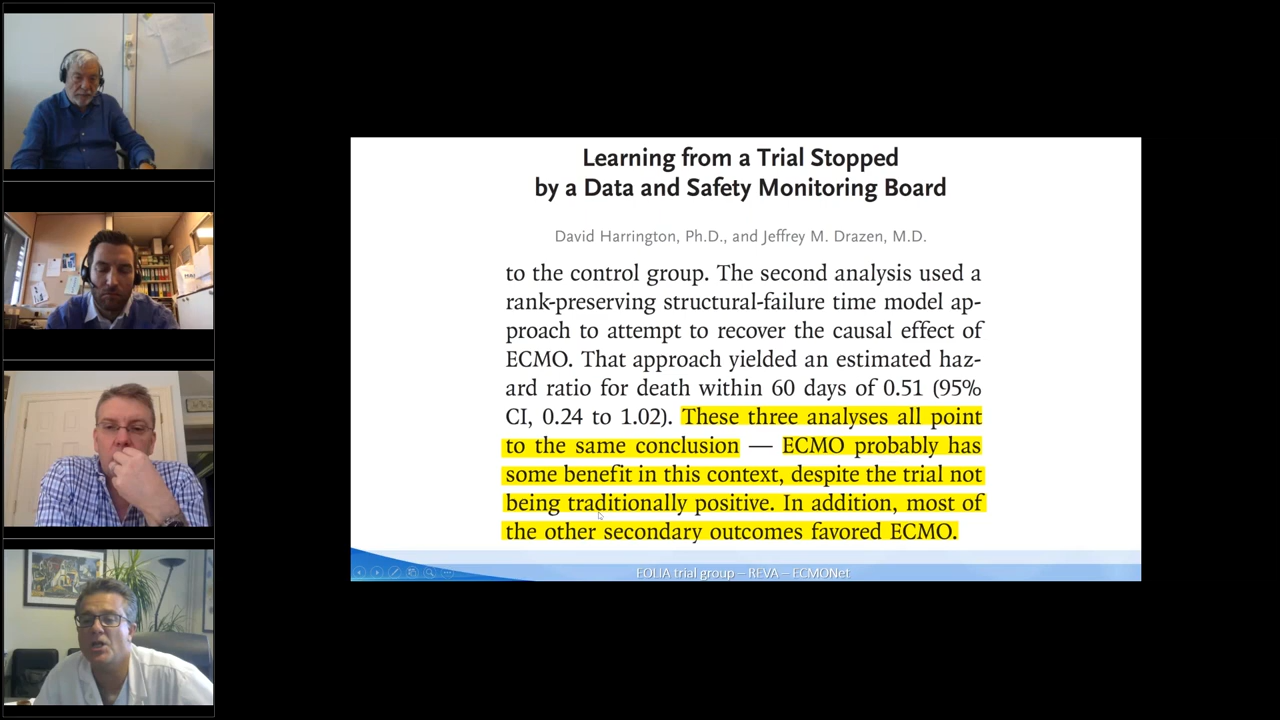 Learning from a Trial Stopped
by a Data and Safety Monitoring Board
David Harrington, Ph.D., and Jeffrey M. Drazen, M.D.
to the control group. The second analysis used a
rank-preserving structural-failure time model ap-
proach to attempt to recover the causal effect of
ECMO. That approach yielded an estimated haz-
ard ratio for death within 60 days of 0.51 (95%
CI, 0.24 to 1.02). These three analyses all point
to the same conclusion — ECMO probably has
some benefit in this context, despite the trial not
being traditionally positive. In addition, most of
the other secondary outcomes favored ECMO.
EOLIA trial group – REVA – ECMONet